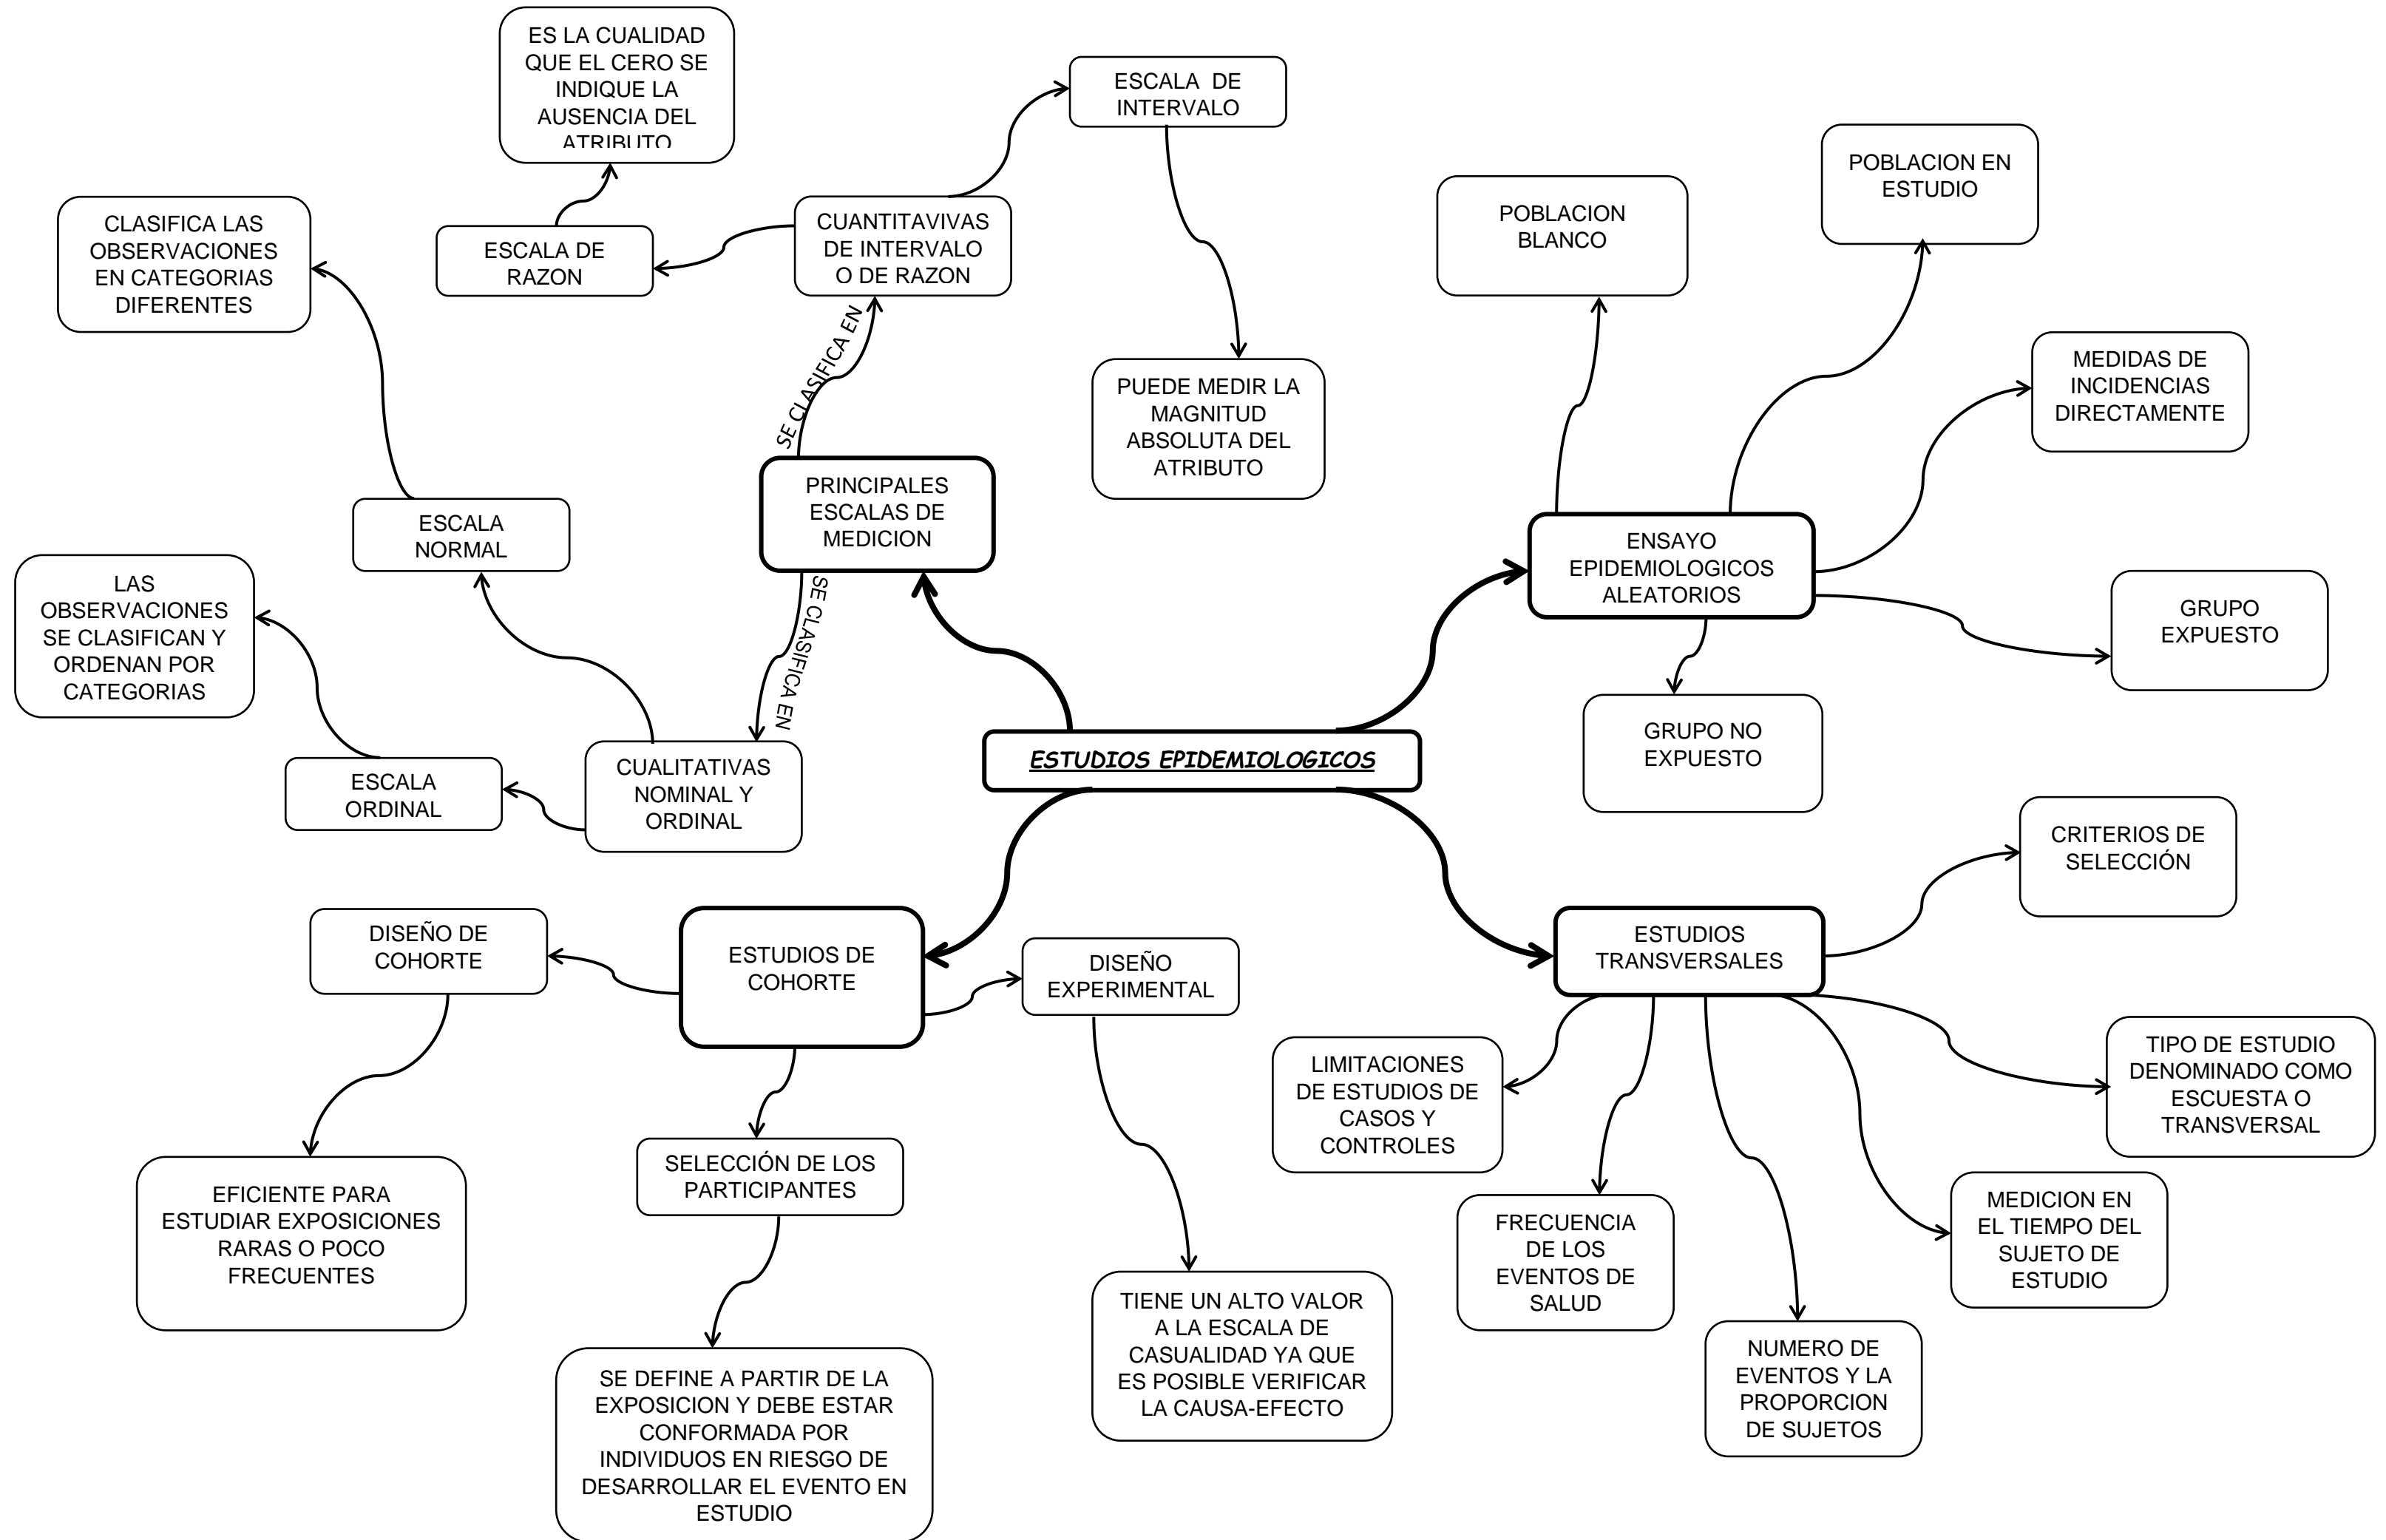 ES LA CUALIDAD
QUE EL CERO SE
INDIQUE LA
AUSENCIA DEL
ATRIBUTO
ESCALA DE
INTERVALO
POBLACION EN
ESTUDIO
POBLACION
BLANCO
CLASIFICA LAS
OBSERVACIONES
EN CATEGORIAS
DIFERENTES
ESCALA DE
RAZON
CUANTITAVIVAS
DE INTERVALO
O DE RAZON
SE CLASIFICA EN
PUEDE MEDIR LA
MAGNITUD
ABSOLUTA DEL
ATRIBUTO
MEDIDAS DE
INCIDENCIAS
DIRECTAMENTE
PRINCIPALES
ESCALAS DE
MEDICION
ESCALA
NORMAL
ENSAYO
EPIDEMIOLOGICOS
ALEATORIOS
LAS
OBSERVACIONES
SE CLASIFICAN Y
ORDENAN POR
CATEGORIAS
SE CLASIFICA EN
GRUPO
EXPUESTO
GRUPO NO
EXPUESTO
ESTUDIOS EPIDEMIOLOGICOS
ESCALA
ORDINAL
CUALITATIVAS
NOMINAL Y
ORDINAL
CRITERIOS DE
SELECCIÓN
DISEÑO DE
COHORTE
ESTUDIOS DE
COHORTE
DISEÑO
EXPERIMENTAL
ESTUDIOS
TRANSVERSALES
LIMITACIONES
DE ESTUDIOS DE
CASOS Y
CONTROLES
TIPO DE ESTUDIO
DENOMINADO COMO
ESCUESTA O
TRANSVERSAL
EFICIENTE PARA
ESTUDIAR EXPOSICIONES
RARAS O POCO
FRECUENTES
SELECCIÓN DE LOS
PARTICIPANTES
FRECUENCIA
DE LOS
EVENTOS DE
SALUD
MEDICION EN
EL TIEMPO DEL
SUJETO DE
ESTUDIO
TIENE UN ALTO VALOR
A LA ESCALA DE
CASUALIDAD YA QUE
ES POSIBLE VERIFICAR
LA CAUSA-EFECTO
NUMERO DE
EVENTOS Y LA
PROPORCION
DE SUJETOS
SE DEFINE A PARTIR DE LA
EXPOSICION Y DEBE ESTAR
CONFORMADA POR
INDIVIDUOS EN RIESGO DE
DESARROLLAR EL EVENTO EN
ESTUDIO